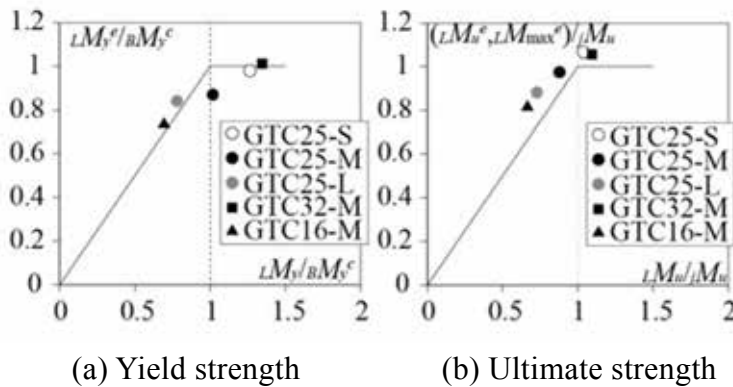 1.2
1
0.8
0.6
0.4
0.2
0
LMyᵉ/BMyᶜ
GTC25-S
GTC25-M
GTC25-L
GTC32-M
GTC16-M
LMy/BMyᶜ
0 0.5 1 1.5 2
1.2
1
0.8
0.6
0.4
0.2
0
(LMuᵉ,LMmaxᵉ)/jMu
GTC25-S
GTC25-M
GTC25-L
GTC32-M
GTC16-M
LMu/jMu
0 0.5 1 1.5 2
(a) Yield strength
(b) Ultimate strength